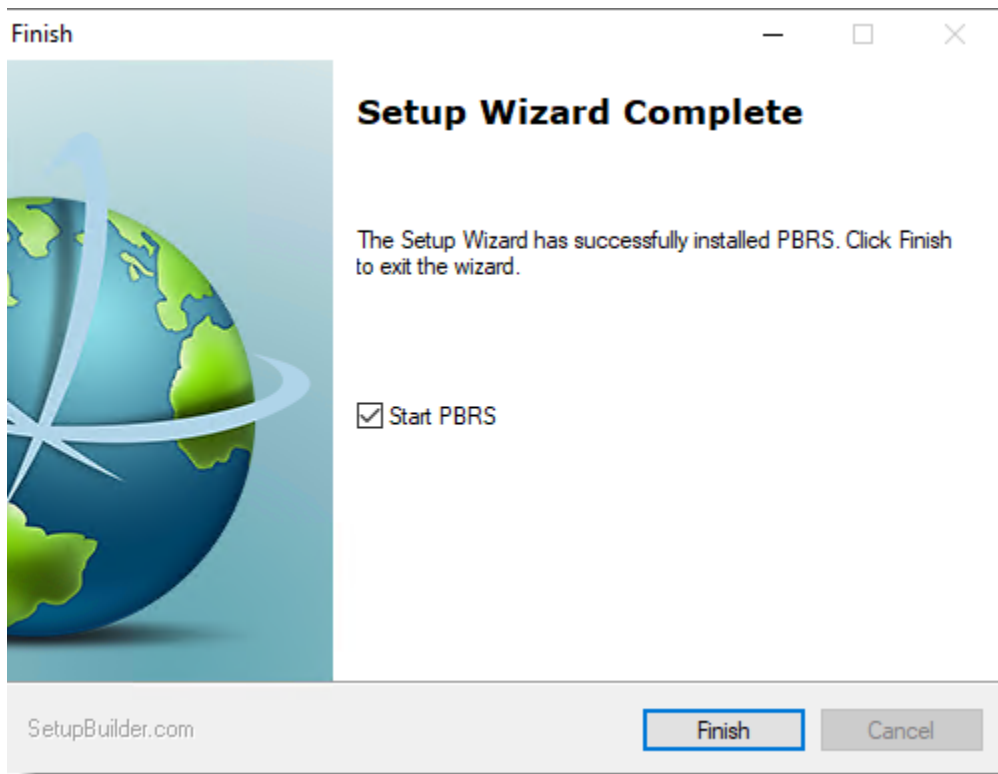 Finish
Setup Wizard Complete
The Setup Wizard has successfully installed PBRS. Click Finish
to exit the wizard.
Start PBRS
SetupBuilder.com
Finish
Cancel